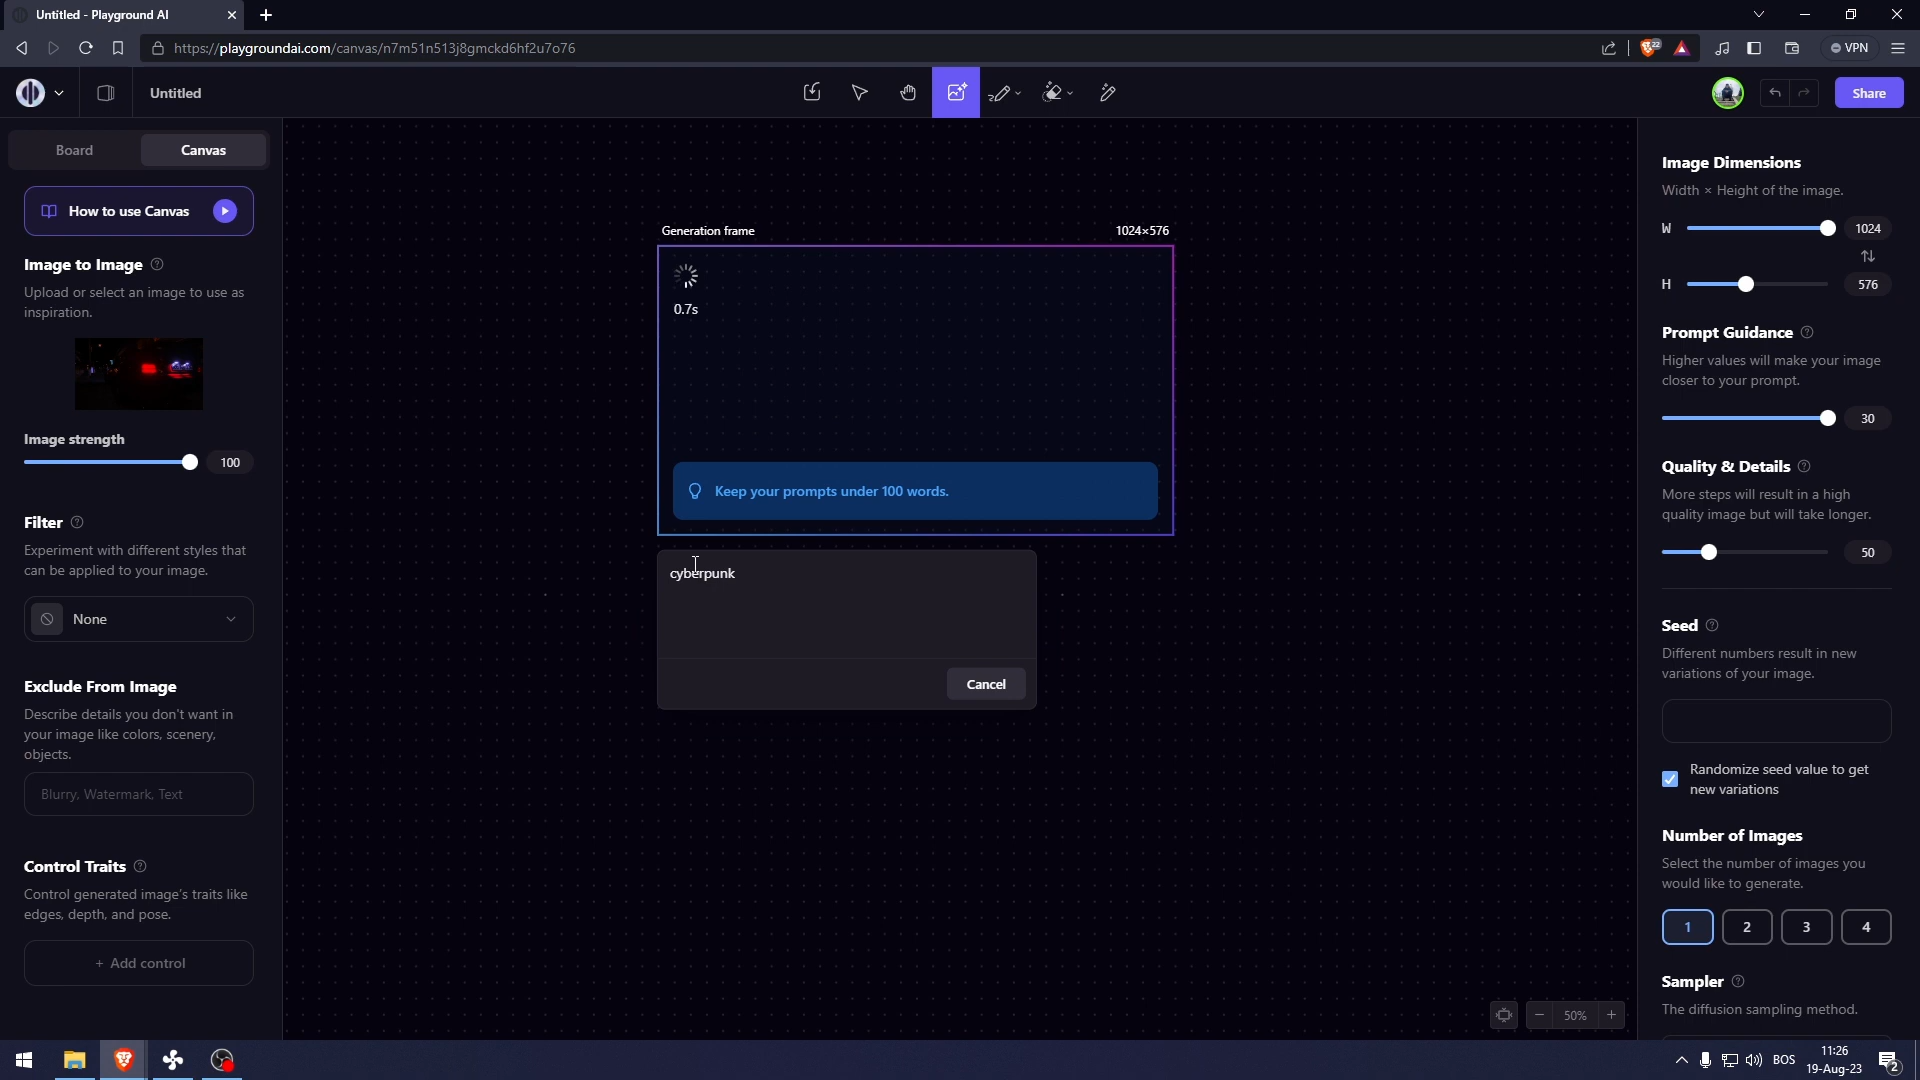 Untitled - Playground AI
https://playgroundai.com/canvas/n7m51n513j8gmckd6hf2u7o76
22
VPN
Untitled
Share
Board
Canvas
How to use Canvas
Image to Image
Upload or select an image to use as
inspiration.
Image strength
100
Filter
Experiment with different styles that
can be applied to your image.
None
Exclude From Image
Describe details you don't want in
your image like colors, scenery,
objects.
Blurry, Watermark, Text
Control Traits
Control generated image's traits like
edges, depth, and pose.
+ Add control
Generation frame
1024×576
0.7s
Keep your prompts under 100 words.
cyberpunk
Cancel
50%
Image Dimensions
Width × Height of the image.
W
1024
H
576
Prompt Guidance
Higher values will make your image
closer to your prompt.
30
Quality & Details
More steps will result in a high
quality image but will take longer.
50
Seed
Different numbers result in new
variations of your image.
Randomize seed value to get
new variations
Number of Images
Select the number of images you
would like to generate.
1
2
3
4
Sampler
The diffusion sampling method.
BOS
11:26
19-Aug-23
2